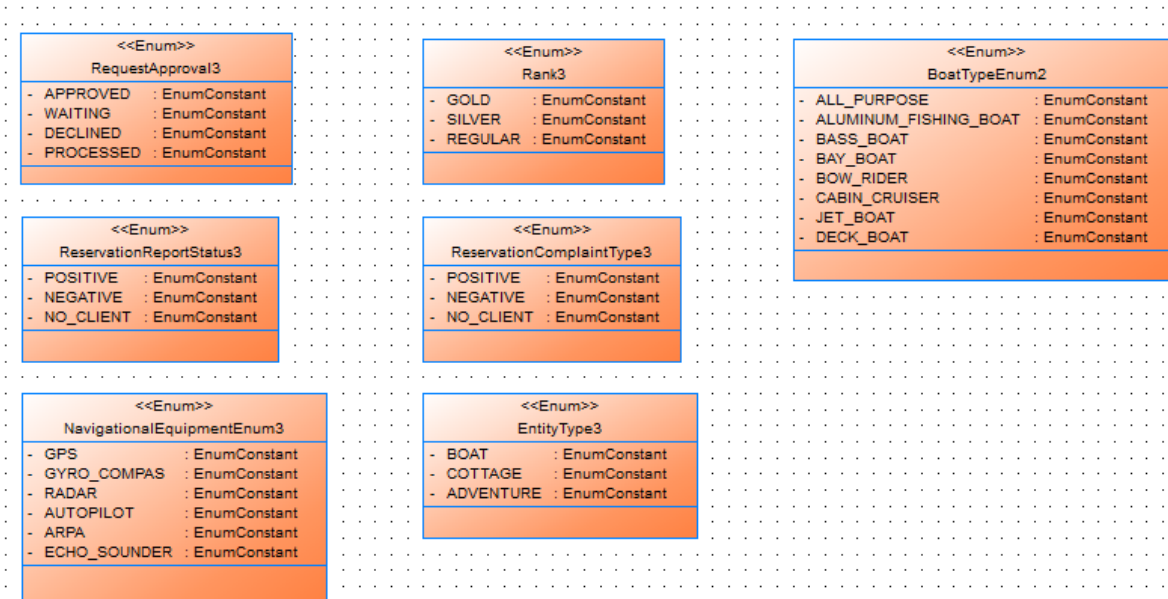 <<Enum>>
RequestApproval3
- APPROVED : EnumConstant
- WAITING : EnumConstant
- DECLINED : EnumConstant
- PROCESSED : EnumConstant
<<Enum>>
Rank3
- GOLD : EnumConstant
- SILVER : EnumConstant
- REGULAR : EnumConstant
<<Enum>>
BoatTypeEnum2
- ALL_PURPOSE : EnumConstant
- ALUMINUM_FISHING_BOAT : EnumConstant
- BASS_BOAT : EnumConstant
- BAY_BOAT : EnumConstant
- BOW_RIDER : EnumConstant
- CABIN_CRUISER : EnumConstant
- JET_BOAT : EnumConstant
- DECK_BOAT : EnumConstant
<<Enum>>
ReservationReportStatus3
- POSITIVE : EnumConstant
- NEGATIVE : EnumConstant
- NO_CLIENT : EnumConstant
<<Enum>>
ReservationComplaintType3
- POSITIVE : EnumConstant
- NEGATIVE : EnumConstant
- NO_CLIENT : EnumConstant
<<Enum>>
NavigationalEquipmentEnum3
- GPS : EnumConstant
- GYRO_COMPAS : EnumConstant
- RADAR : EnumConstant
- AUTOPILOT : EnumConstant
- ARPA : EnumConstant
- ECHO_SOUNDER : EnumConstant
<<Enum>>
EntityType3
- BOAT : EnumConstant
- COTTAGE : EnumConstant
- ADVENTURE : EnumConstant